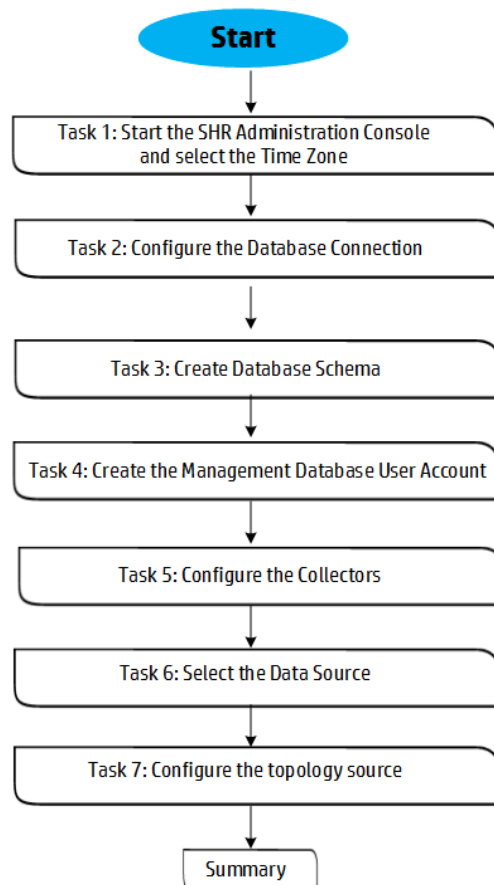 Start
Task 1: Start the SHR Administration Console
and select the Time Zone
Task 2: Configure the Database Connection
Task 3: Create Database Schema
Task 4: Create the Management Database User Account
Task 5: Configure the Collectors
Task 6: Select the Data Source
Task 7: Configure the topology source
Summary